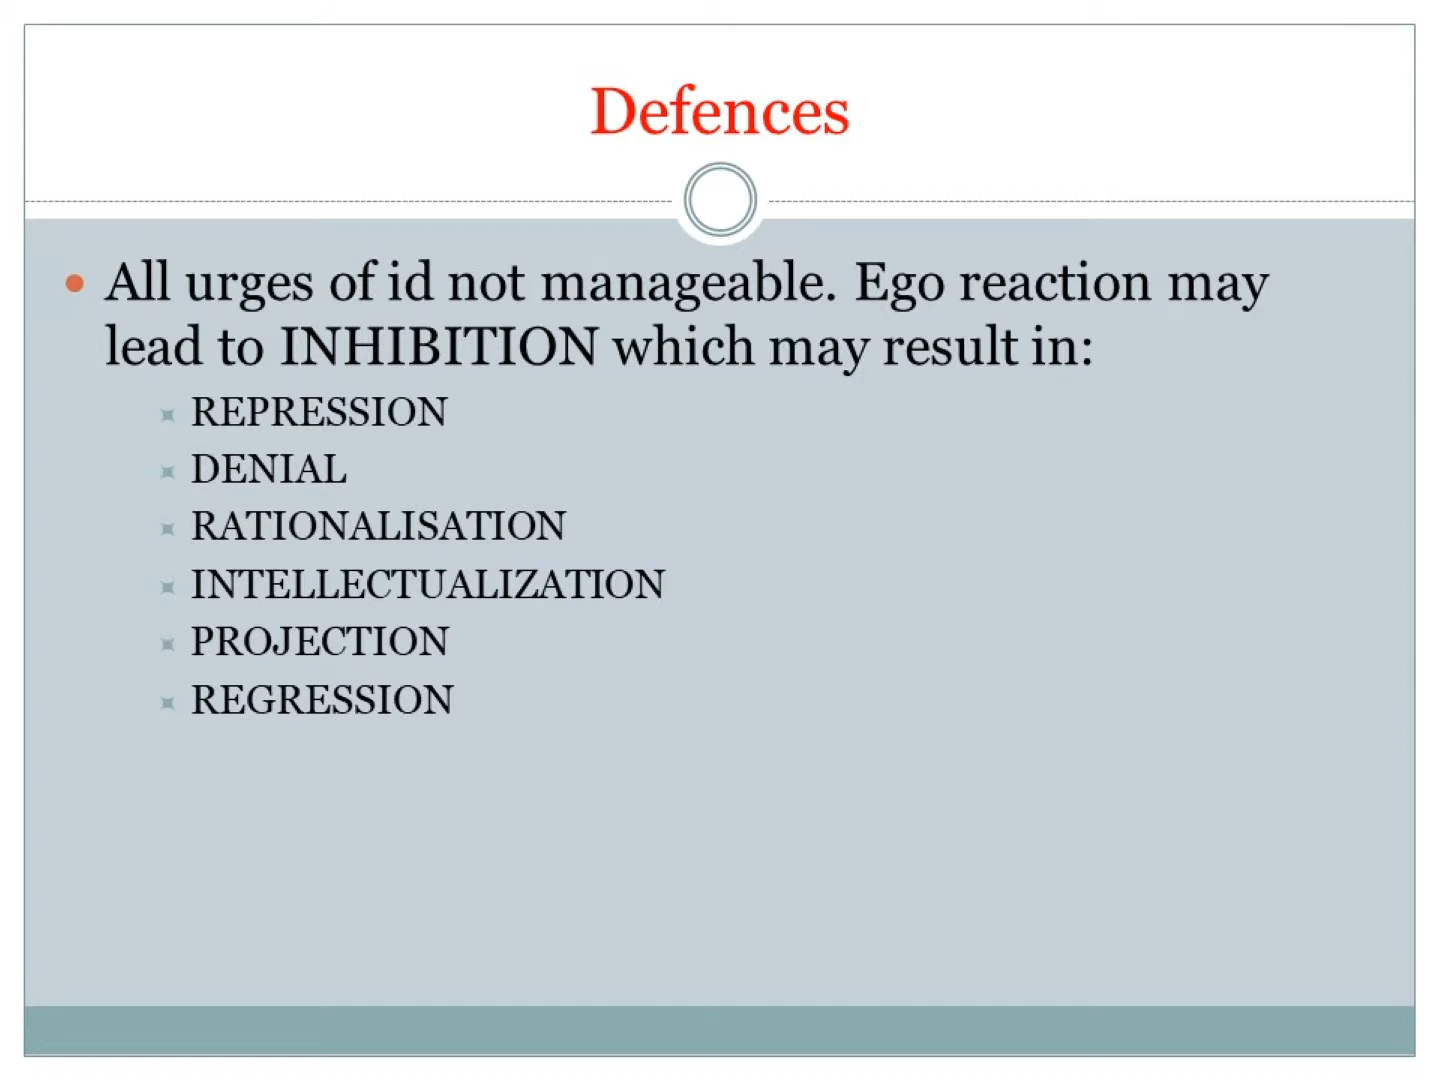 Defences
All urges of id not manageable. Ego reaction may
lead to INHIBITION which may result in:
REPRESSION
DENIAL
RATIONALISATION
INTELLECTUALIZATION
PROJECTION
REGRESSION